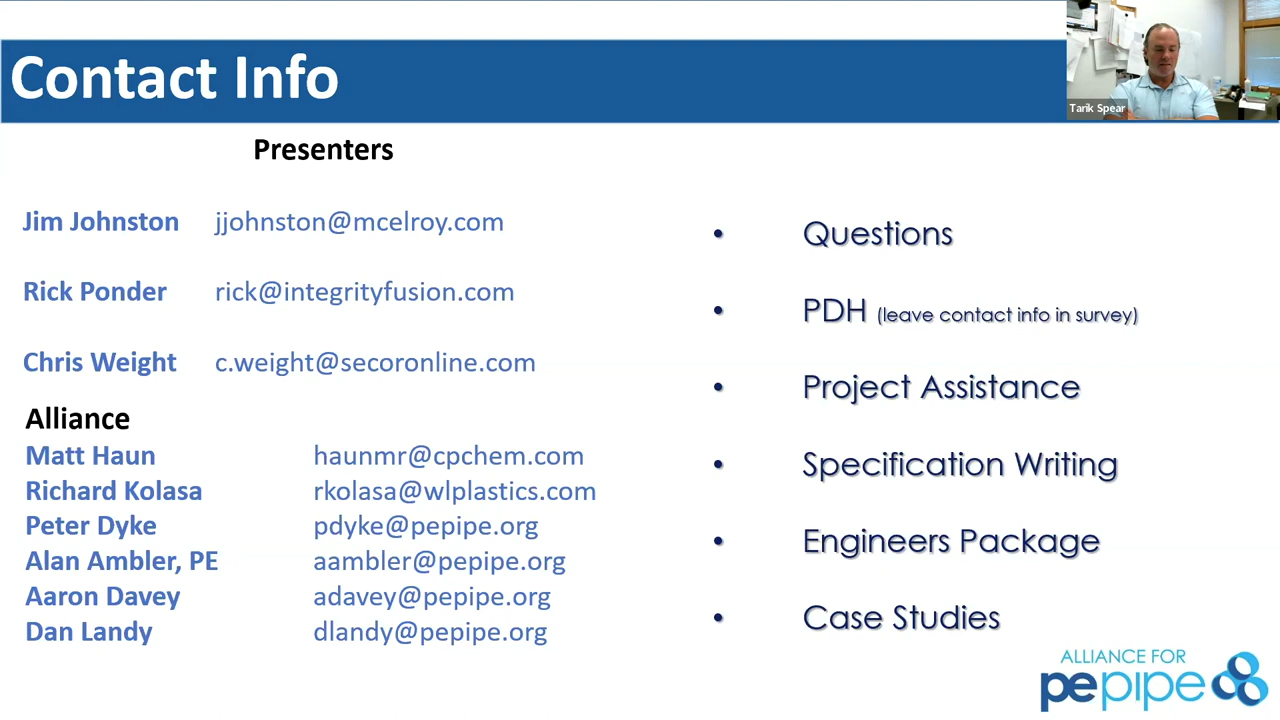 Contact Info
Tarik Spear
Presenters
Jim Johnston jjohnston@mcelroy.com
Rick Ponder rick@integrityfusion.com
Chris Weight c.weight@secoronline.com
Alliance
Matt Haun haunmr@cpchem.com
Richard Kolasa rkolasa@wlplastics.com
Peter Dyke pdyke@pepipe.org
Alan Ambler, PE aambler@pepipe.org
Aaron Davey adavey@pepipe.org
Dan Landy dlandy@pepipe.org
• Questions
• PDH (leave contact info in survey)
• Project Assistance
• Specification Writing
• Engineers Package
• Case Studies
ALLIANCE FOR
pepipe